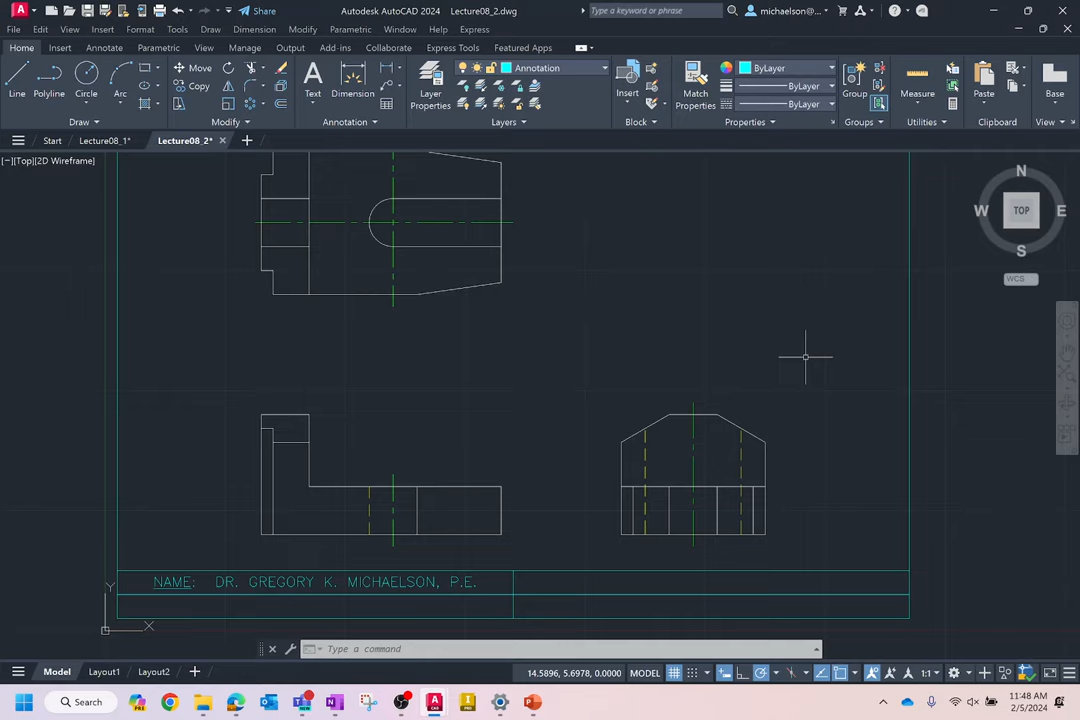 A CAD Share Autodesk AutoCAD 2024 Lecture08_2.dwg Type a keyword or phrase michaelson@...
File Edit View Insert Format Tools Draw Dimension Modify Parametric Window Help Express
Home Insert Annotate Parametric View Manage Output Add-ins Collaborate Express Tools Featured Apps
Line Polyline Circle Arc Move Copy Text Dimension Layer Properties Annotation Insert Match Properties ByLayer ByLayer ByLayer Group Measure Paste Base
Draw Modify Annotation Layers Block Properties Groups Utilities Clipboard View
Start Lecture08_1* Lecture08_2*
[−][Top][2D Wireframe]
N
W TOP E
S
WCS
NAME: DR. GREGORY K. MICHAELSON, P.E.
Y
X
Type a command
Model Layout1 Layout2 14.5896, 5.6978, 0.0000 MODEL 1:1
Search 11:48 AM
2/5/2024